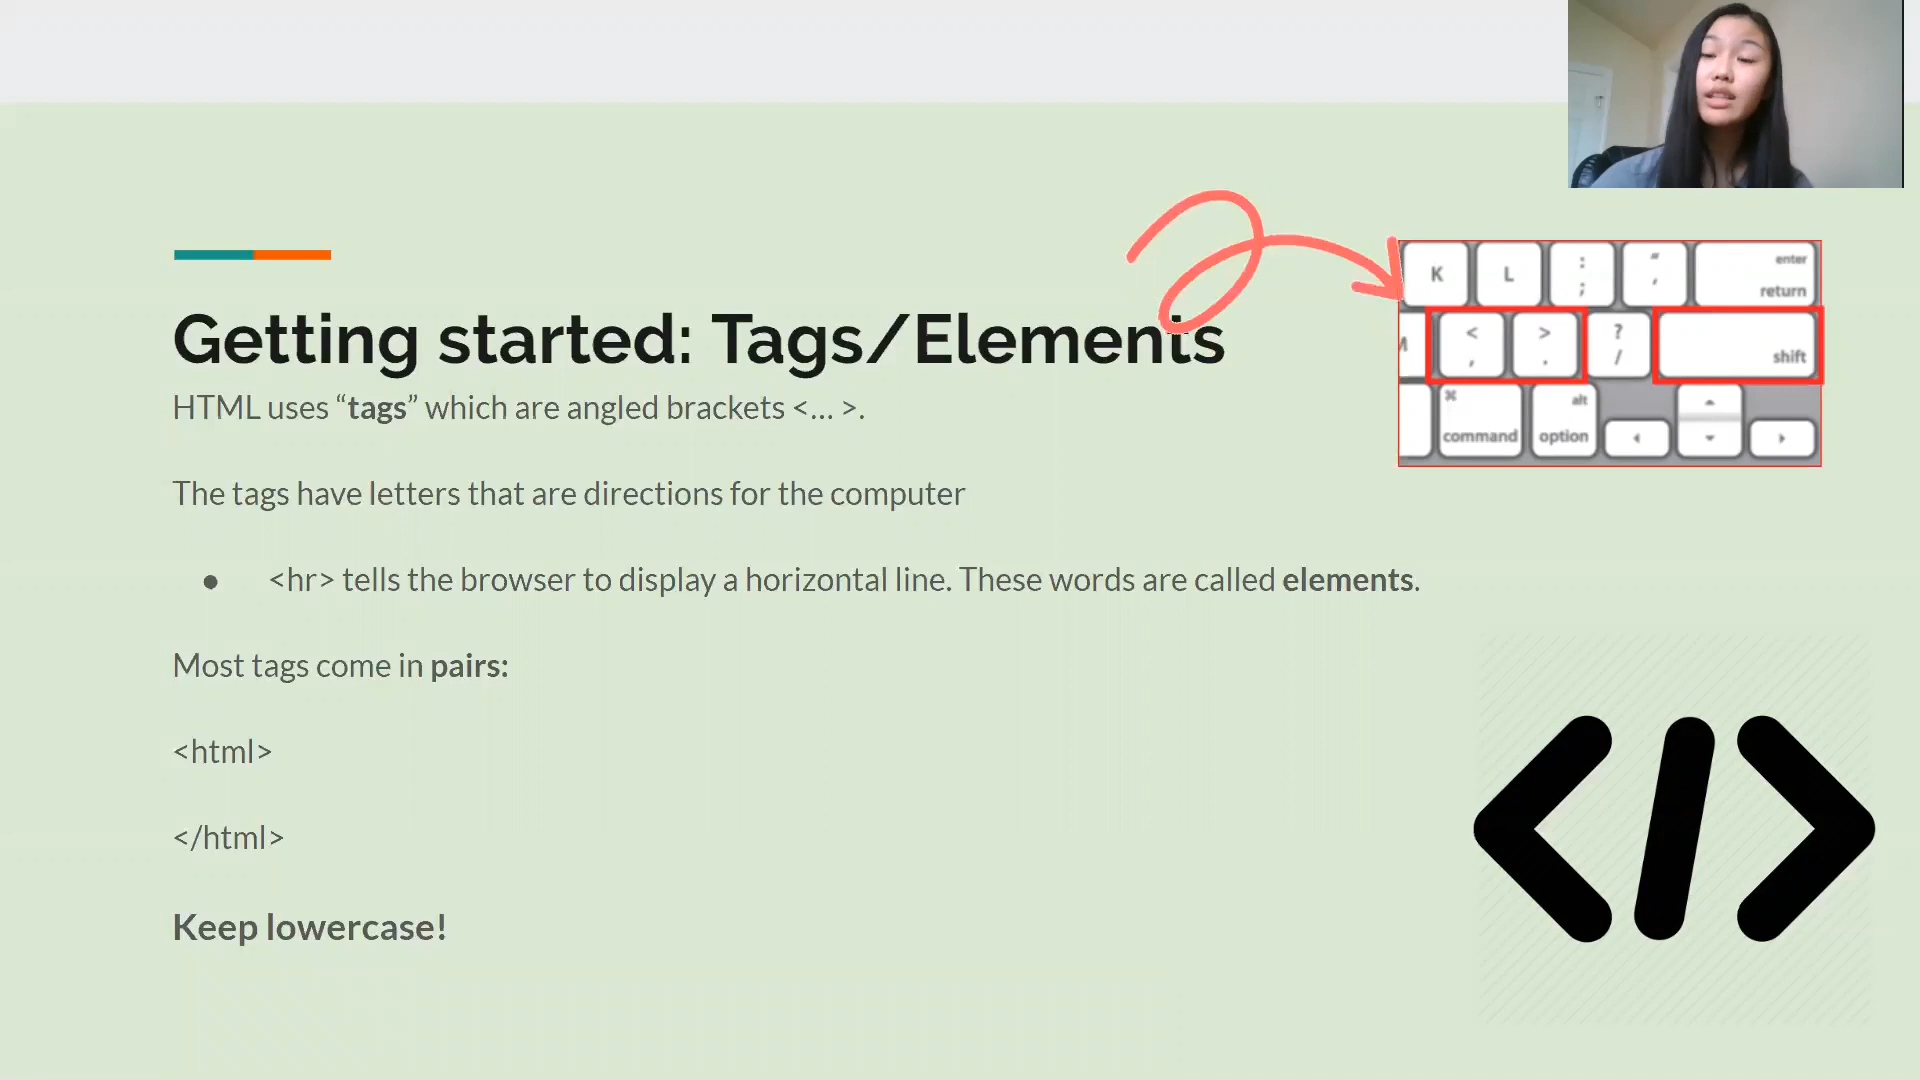 Getting started: Tags/Elements
HTML uses “tags” which are angled brackets <... >.
The tags have letters that are directions for the computer
● <hr> tells the browser to display a horizontal line. These words are called elements.
Most tags come in pairs:
<html>
</html>
Keep lowercase!
K L : ; " ' enter return
M < , > . ? / shift
⌘ command alt option
</>